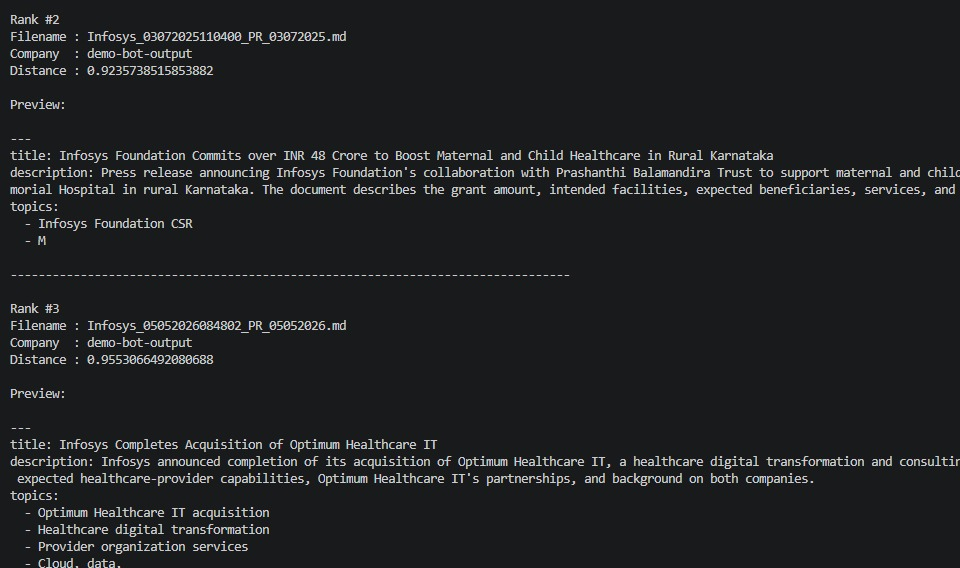 Rank #2
Filename : Infosys_03072025110400_PR_03072025.md
Company  : demo-bot-output
Distance : 0.9235738515853882
Preview:
---
title: Infosys Foundation Commits over INR 48 Crore to Boost Maternal and Child Healthcare in Rural Karnataka
description: Press release announcing Infosys Foundation's collaboration with Prashanthi Balamandira Trust to support maternal and child
morial Hospital in rural Karnataka. The document describes the grant amount, intended facilities, expected beneficiaries, services, and
topics:
  - Infosys Foundation CSR
  - M
--------------------------------------------------------------------------------
Rank #3
Filename : Infosys_05052026084802_PR_05052026.md
Company  : demo-bot-output
Distance : 0.9553066492080688
Preview:
---
title: Infosys Completes Acquisition of Optimum Healthcare IT
description: Infosys announced completion of its acquisition of Optimum Healthcare IT, a healthcare digital transformation and consultin
 expected healthcare-provider capabilities, Optimum Healthcare IT's partnerships, and background on both companies.
topics:
  - Optimum Healthcare IT acquisition
  - Healthcare digital transformation
  - Provider organization services
  - Cloud, data,